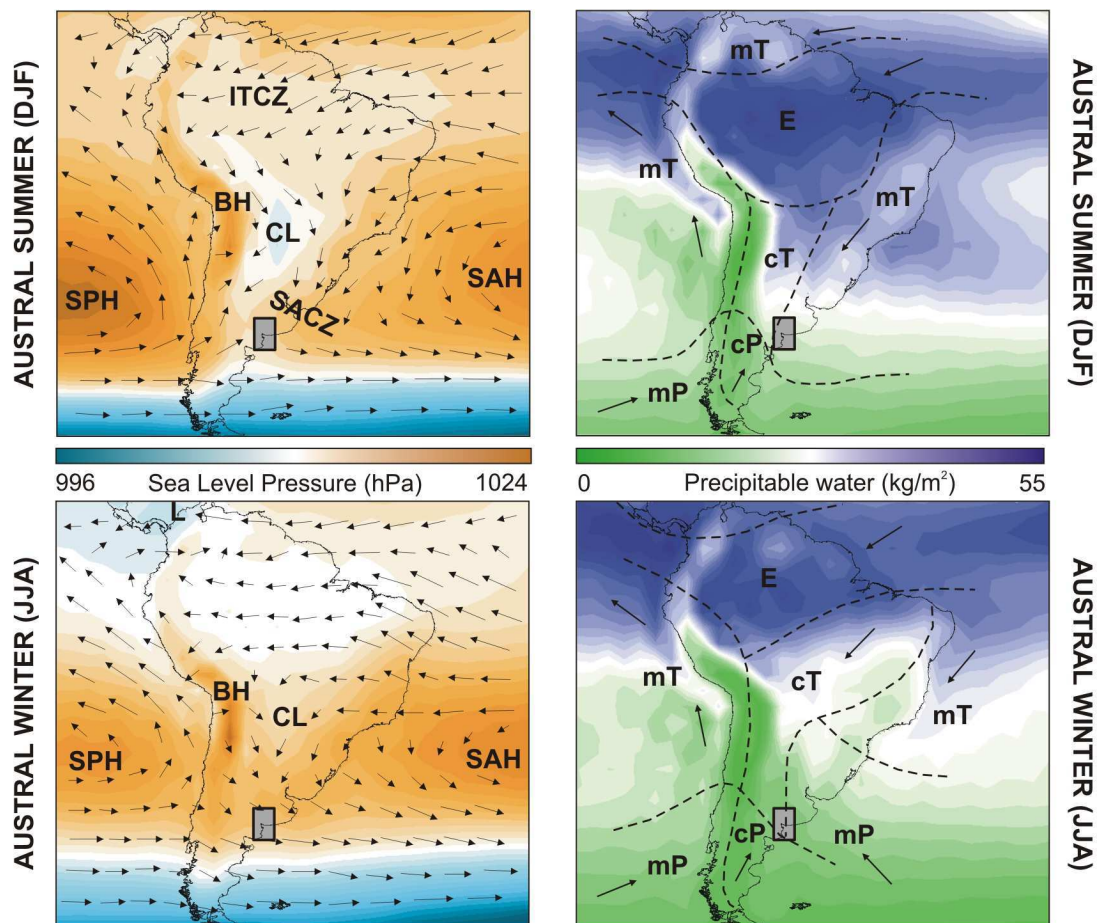 AUSTRAL SUMMER (DJF)
ITCZ
BH
CL
SPH
SAH
SACZ
mT
E
mT
mT
cT
cP
mP
AUSTRAL SUMMER (DJF)
996 Sea Level Pressure (hPa) 1024
0 Precipitable water (kg/m²) 55
AUSTRAL WINTER (JJA)
L
BH
CL
SPH
SAH
E
mT
cT
mT
cP
mP
mP
AUSTRAL WINTER (JJA)